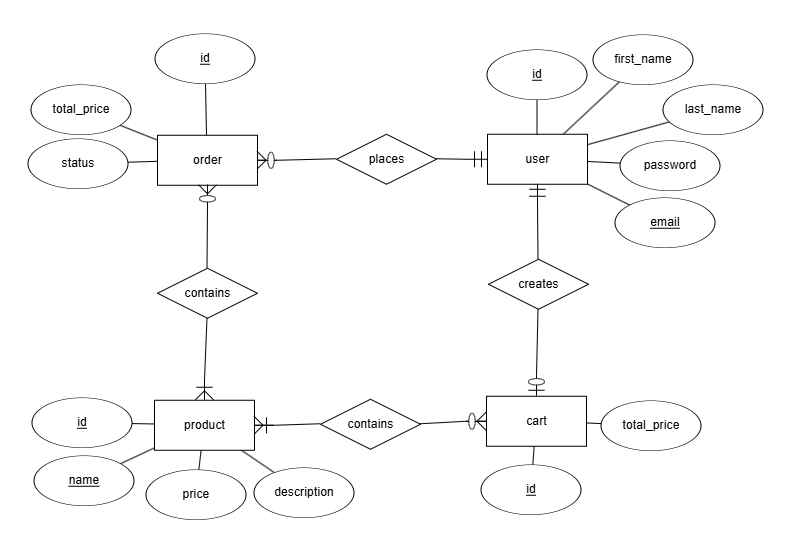 id
first_name
id
total_price
last_name
order
places
user
status
password
email
contains
creates
id
product
contains
cart
total_price
name
price
description
id